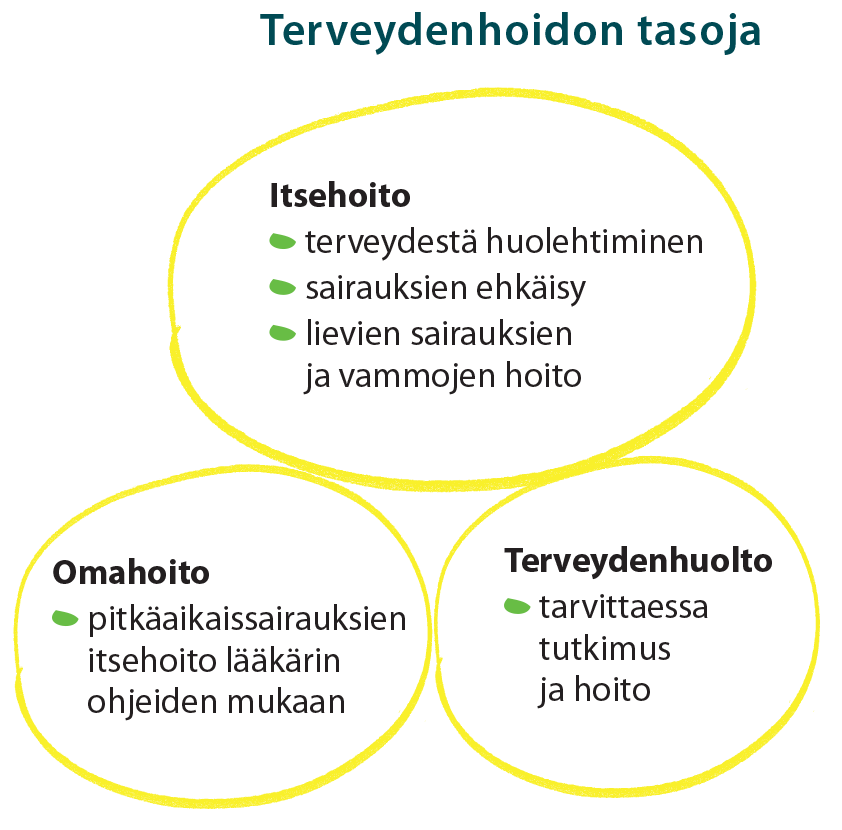 Terveydenhoidon tasoja
Itsehoito
terveydestä huolehtiminen
sairauksien ehkäisy
lievien sairauksien
ja vammojen hoito
Omahoito
pitkäaikaissairauksien
itsehoito lääkärin
ohjeiden mukaan
Terveydenhuolto
tarvittaessa
tutkimus
ja hoito